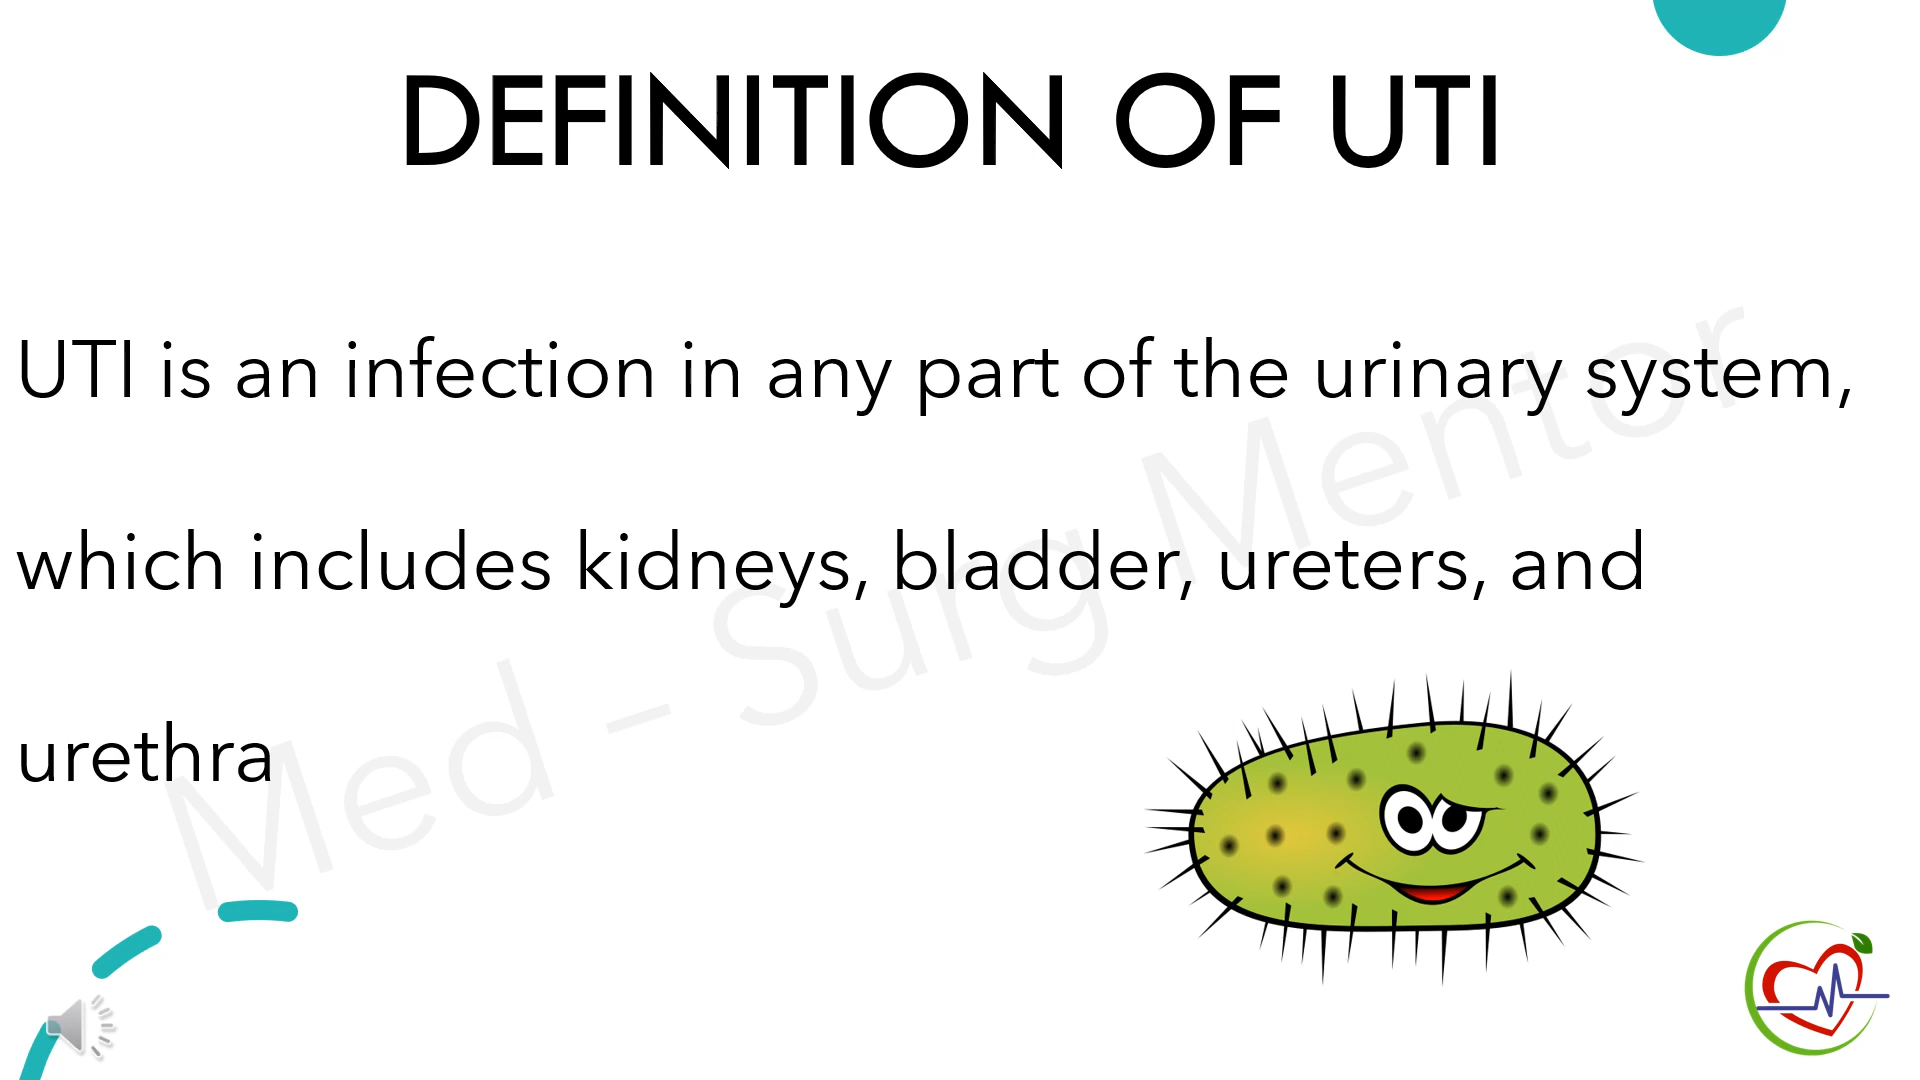 DEFINITION OF UTI
UTI is an infection in any part of the urinary system,
which includes kidneys, bladder, ureters, and
urethra
Med – Surg Mentor